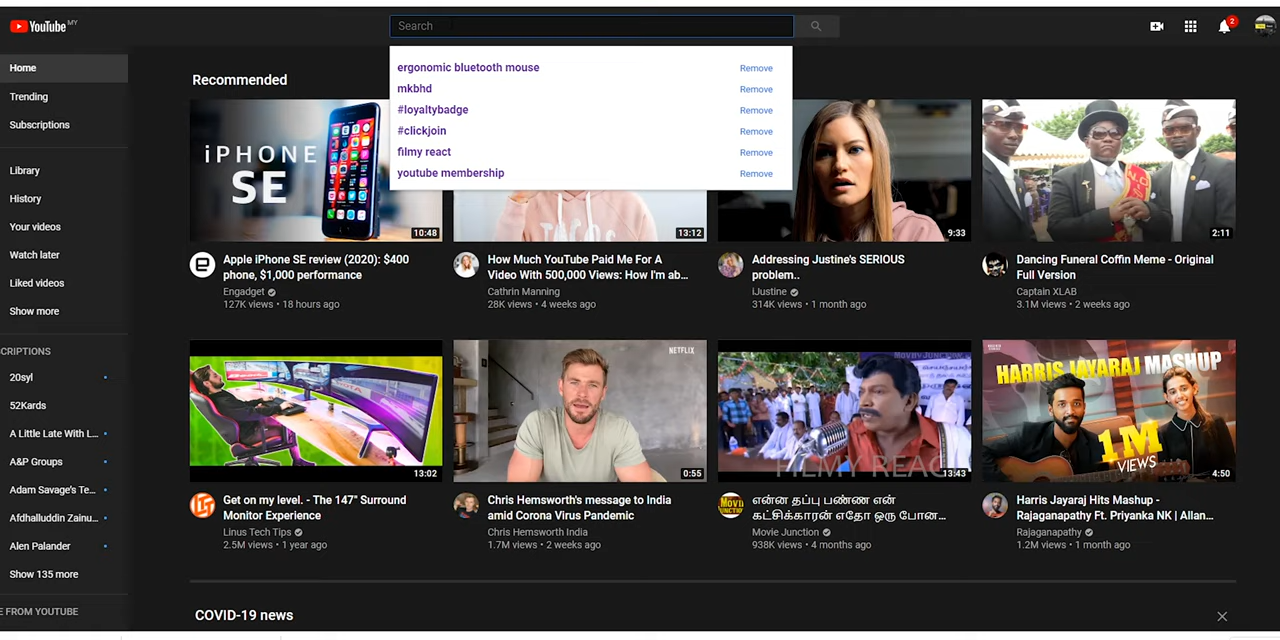 YouTube MY
Search
2
Home
Trending
Subscriptions
Library
History
Your videos
Watch later
Liked videos
Show more
CRIPTIONS
20syl
52Kards
A Little Late With L...
A&P Groups
Adam Savage's Te...
Afdhalluddin Zainu...
Alen Palander
Show 135 more
E FROM YOUTUBE
ergonomic bluetooth mouse Remove
mkbhd Remove
#loyaltybadge Remove
#clickjoin Remove
filmy react Remove
youtube membership Remove
Recommended
iPHONE
SE
10:48
Apple iPhone SE review (2020): $400
phone, $1,000 performance
Engadget
127K views • 18 hours ago
13:12
How Much YouTube Paid Me For A
Video With 500,000 Views: How I'm ab...
Cathrin Manning
28K views • 4 weeks ago
9:33
Addressing Justine's SERIOUS
problem..
iJustine
314K views • 1 month ago
2:11
Dancing Funeral Coffin Meme - Original
Full Version
Captain XLAB
3.1M views • 2 weeks ago
13:02
Get on my level. - The 147" Surround
Monitor Experience
Linus Tech Tips
2.5M views • 1 year ago
NETFLIX
0:55
Chris Hemsworth's message to India
amid Corona Virus Pandemic
Chris Hemsworth India
1.7M views • 2 weeks ago
MOVIE JUNCTION
FILMY REAC
13:43
என்ன தப்பு பண்ண என்
கட்சிக்காரன் எதோ ஒரு போன...
Movie Junction
938K views • 4 months ago
HARRIS JAYARAJ MASHUP
1M
VIEWS
4:50
Harris Jayaraj Hits Mashup -
Rajaganapathy Ft. Priyanka NK | Allan...
Rajaganapathy
1.2M views • 1 month ago
COVID-19 news